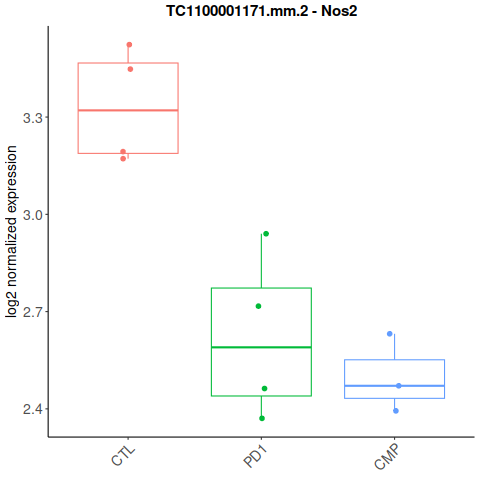 TC1100001171.mm.2 - Nos2
log2 normalized expression
3.3
3.0
2.7
2.4
CTL
PD1
CMP